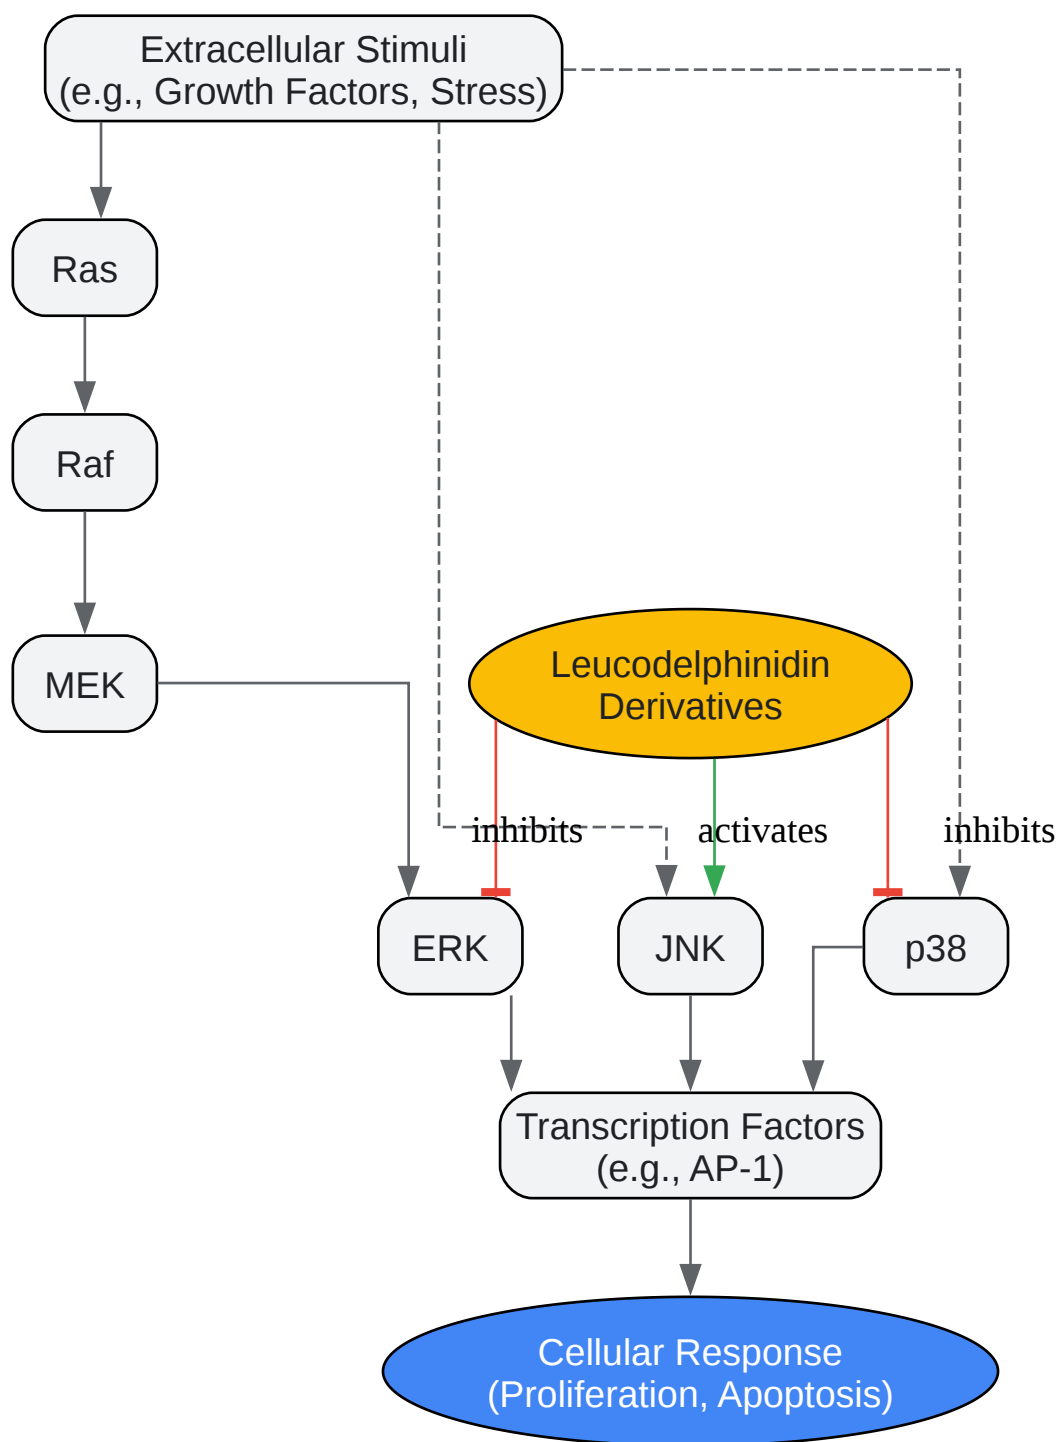 Extracellular Stimuli
(e.g., Growth Factors, Stress)
Ras
Raf
MEK
Leucodelphinidin
Derivatives
inhibits
activates
inhibits
ERK
JNK
p38
Transcription Factors
(e.g., AP-1)
Cellular Response
(Proliferation, Apoptosis)